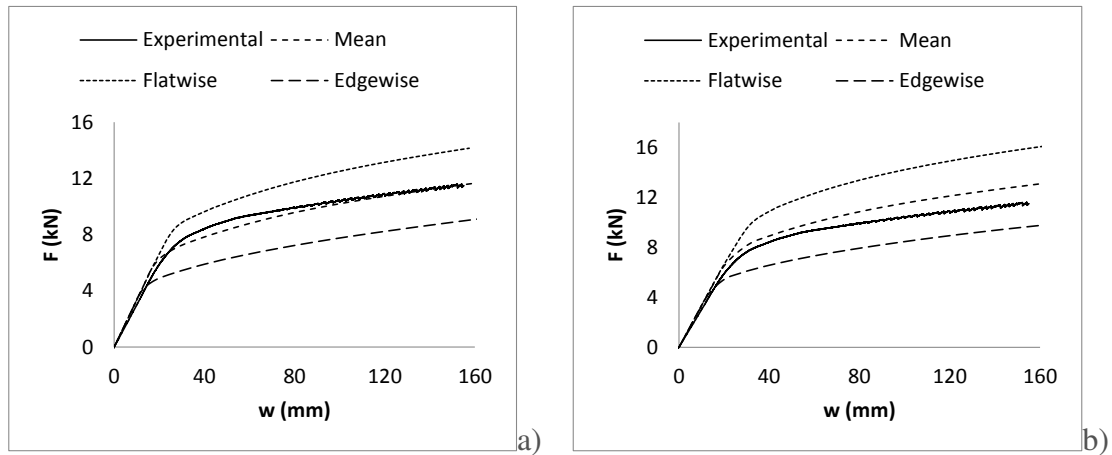 Experimental Mean
Flatwise Edgewise
16
12
8
4
0
F (kN)
0 40 80 120 160
w (mm)
a)
Experimental Mean
Flatwise Edgewise
16
12
8
4
0
F (kN)
0 40 80 120 160
w (mm)
b)